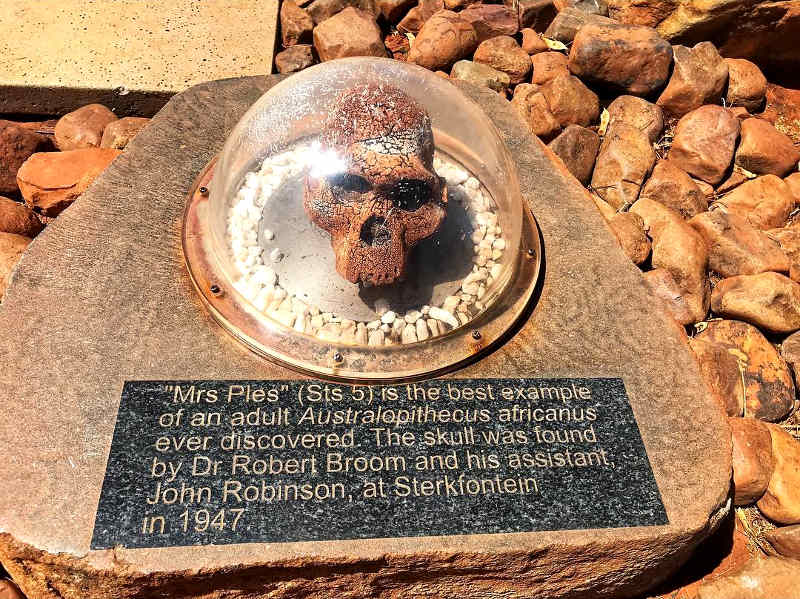 "Mrs Ples" (Sts 5) is the best example
of an adult Australopithecus africanus
ever discovered. The skull was found
by Dr Robert Broom and his assistant,
John Robinson, at Sterkfontein
in 1947